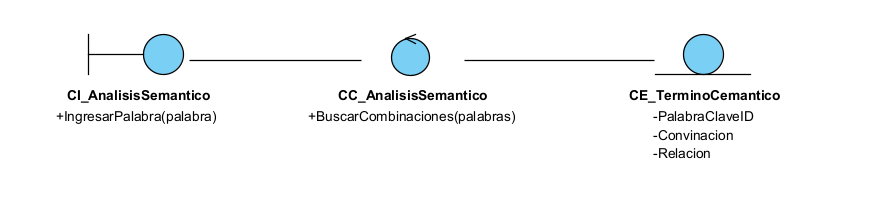 CI_AnalisisSemantico
CC_AnalisisSemantico
CE_TerminoCemantico
+IngresarPalabra(palabra)
+BuscarCombinaciones(palabras)
-PalabraClaveID
-Convinacion
-Relacion